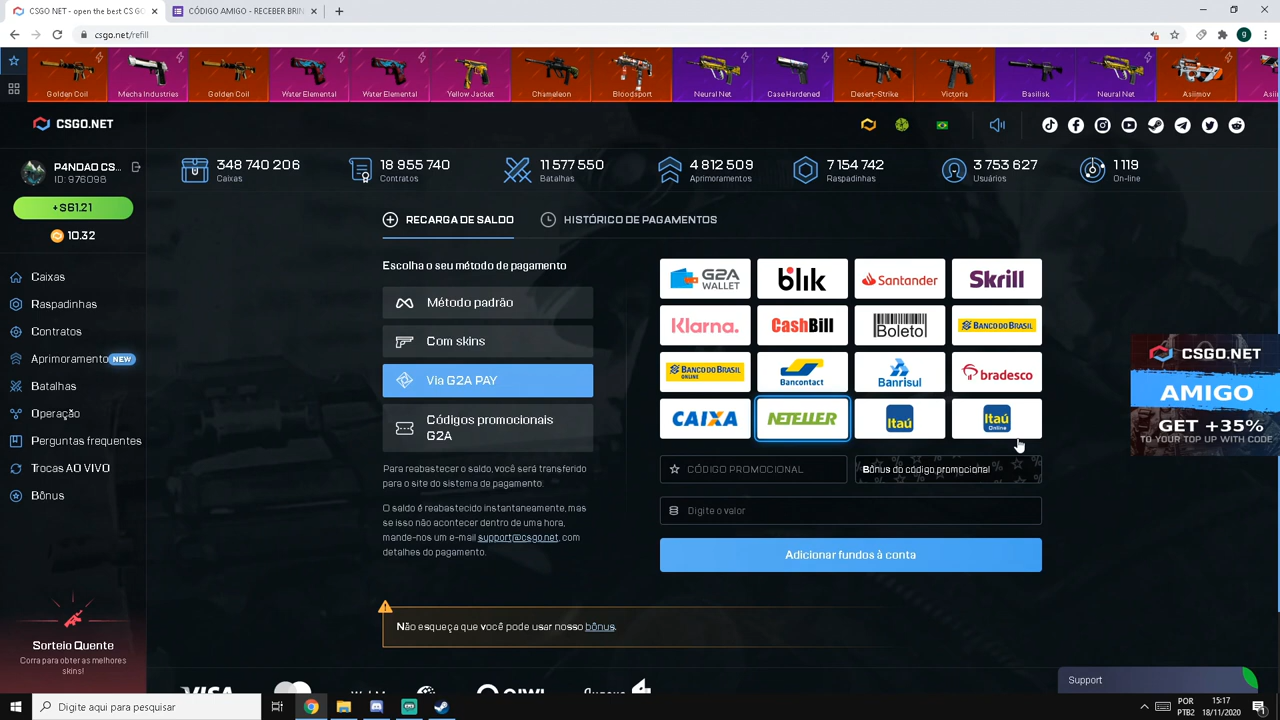 CSGO NET - open the best CS GO
CÓDIGO AMIGO - RECEBER BRIN
csgo.net/refill
g
Golden Coil
Mecha Industries
Golden Coil
Water Elemental
Water Elemental
Yellow Jacket
Chameleon
Bloodsport
Neural Net
Case Hardened
Desert-Strike
Victoria
Basilisk
Neural Net
Asiimov
CSGO.NET
P4NDAO CS...
ID: 976098
+$61.21
10.32
348 740 206
Caixas
18 955 740
Contratos
11 577 550
Batalhas
4 812 509
Aprimoramentos
7 154 742
Raspadinhas
3 753 627
Usuários
1 119
On-line
Caixas
Raspadinhas
Contratos
Aprimoramento NEW
Batalhas
Operação
Perguntas frequentes
Trocas AO VIVO
Bônus
Sorteio Quente
Corra para obter as melhores
skins!
RECARGA DE SALDO
HISTÓRICO DE PAGAMENTOS
Escolha o seu método de pagamento
Método padrão
Com skins
Via G2A PAY
Códigos promocionais
G2A
Para reabastecer o saldo, você será transferido
para o site do sistema de pagamento.
O saldo é reabastecido instantaneamente, mas
se isso não acontecer dentro de uma hora,
mande-nos um e-mail support@csgo.net, com
detalhes do pagamento.
G2A WALLET
blik
Santander
Skrill
Klarna.
CashBill
Boleto
BANCO DO BRASIL
BANCO DO BRASIL ONLINE
Bancontact
Banrisul
bradesco
CAIXA
NETELLER
Itaú
Itaú Online
CÓDIGO PROMOCIONAL
Bônus do código promocional
Digite o valor
Adicionar fundos à conta
Não esqueça que você pode usar nosso bônus.
CSGO.NET
AMIGO
GET +35%
TO YOUR TOP UP WITH CODE
Support
VISA
QIWI
Digite aqui para pesquisar
POR
PTB2
15:17
18/11/2020
1